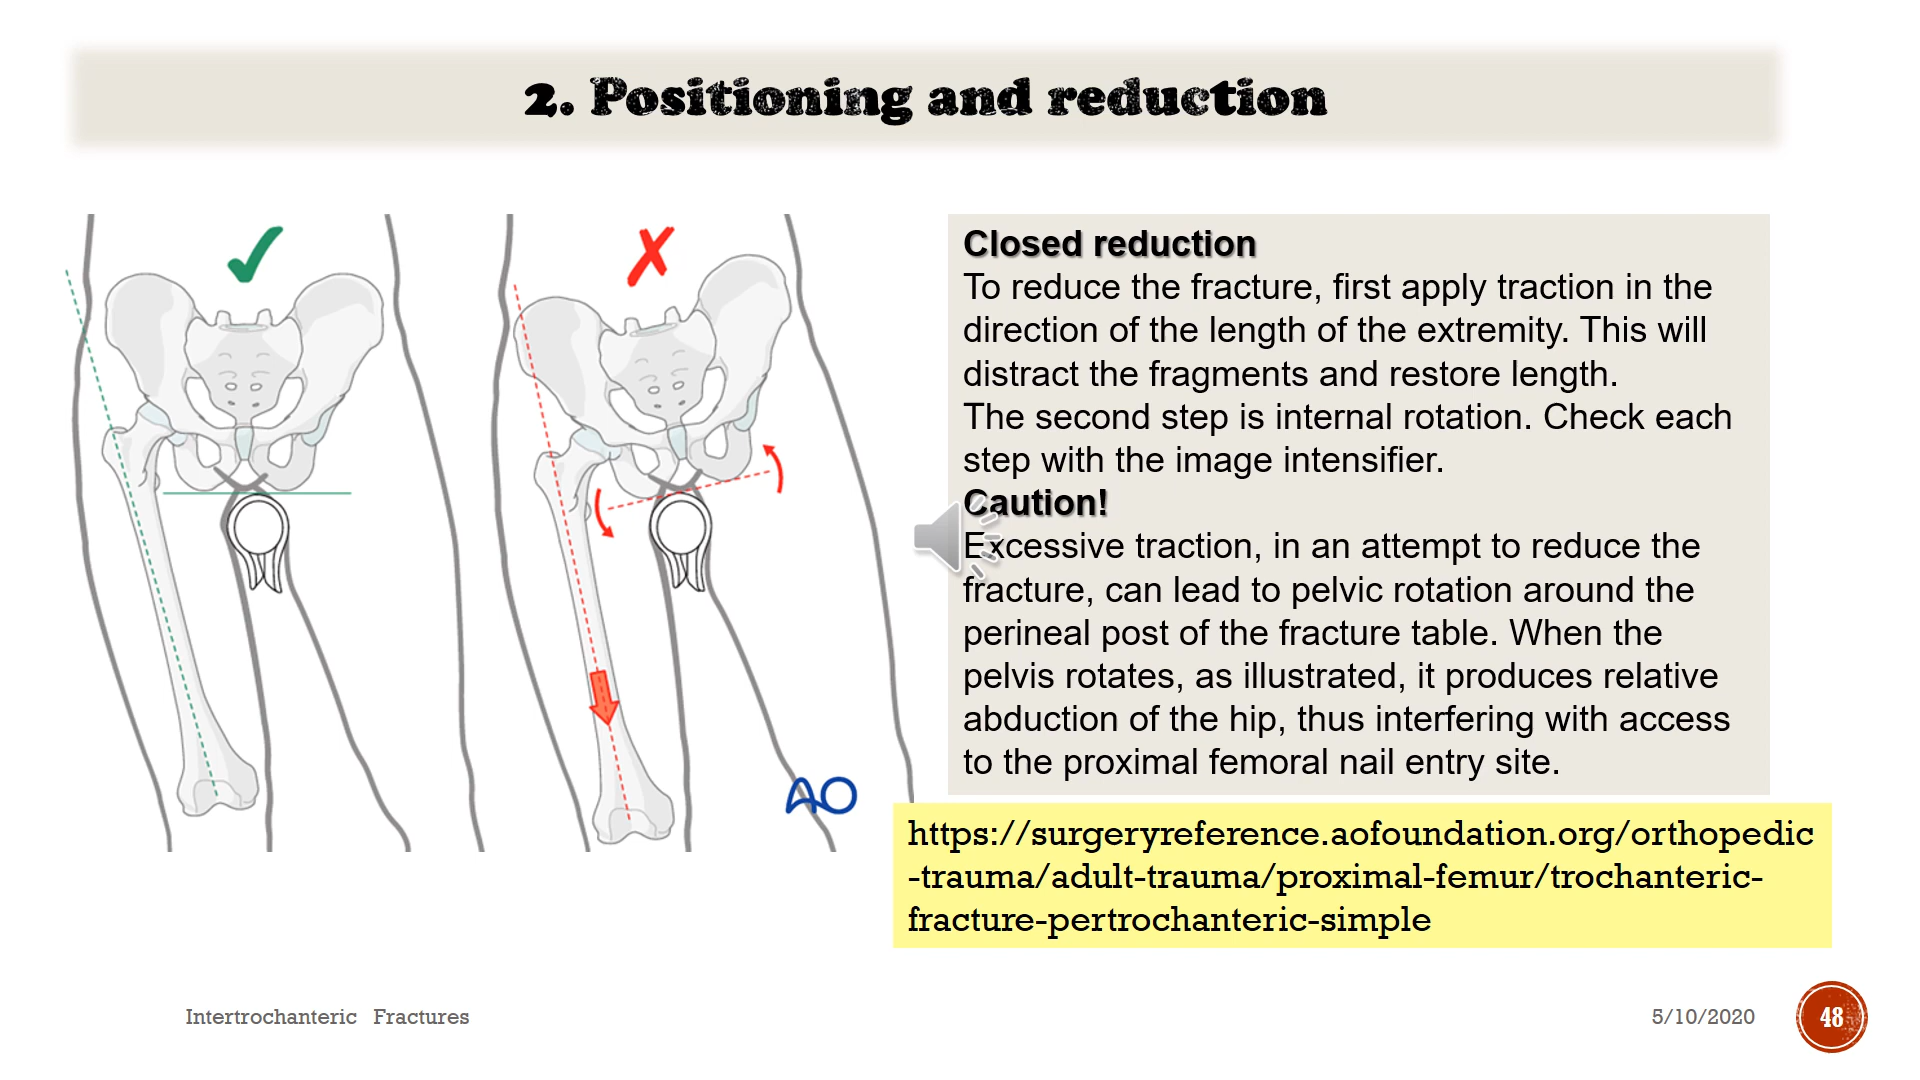 2. Positioning and reduction
Closed reduction
To reduce the fracture, first apply traction in the
direction of the length of the extremity. This will
distract the fragments and restore length.
The second step is internal rotation. Check each
step with the image intensifier.
Caution!
Excessive traction, in an attempt to reduce the
fracture, can lead to pelvic rotation around the
perineal post of the fracture table. When the
pelvis rotates, as illustrated, it produces relative
abduction of the hip, thus interfering with access
to the proximal femoral nail entry site.
AO
https://surgeryreference.aofoundation.org/orthopedic
-trauma/adult-trauma/proximal-femur/trochanteric-
fracture-pertrochanteric-simple
Intertrochanteric Fractures
5/10/2020
48